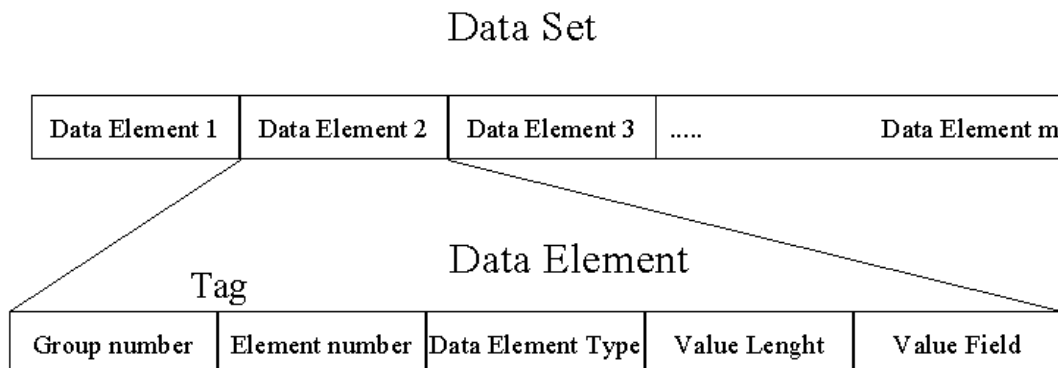 Data Set
Data Element 1 Data Element 2 Data Element 3 ..... Data Element m
Data Element
Tag
Group number Element number Data Element Type Value Lenght Value Field